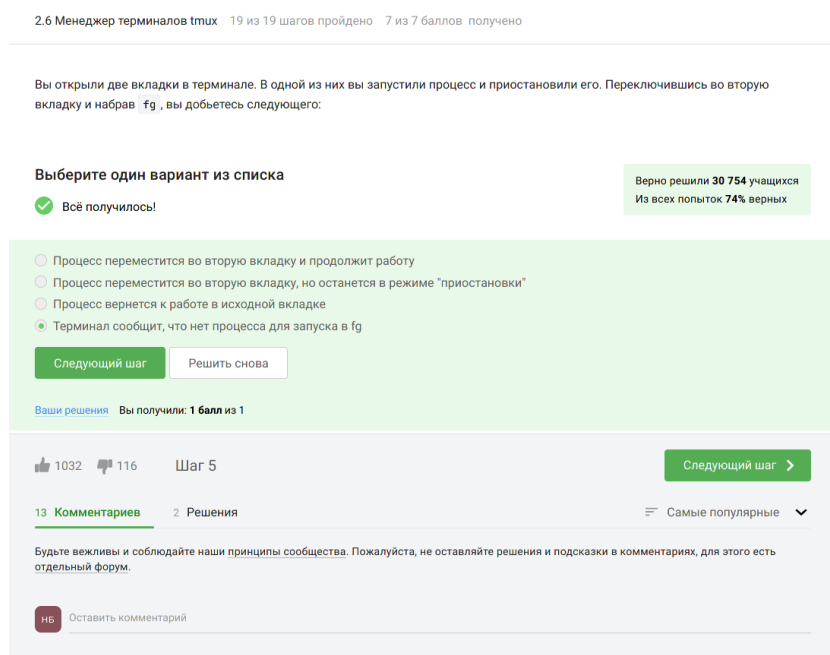 2.6 Менеджер терминалов tmux 19 из 19 шагов пройдено 7 из 7 баллов получено
Вы открыли две вкладки в терминале. В одной из них вы запустили процесс и приостановили его. Переключившись во вторую
вкладку и набрав fg, вы добьетесь следующего:
Выберите один вариант из списка
Верно решили 30 754 учащихся
Из всех попыток 74% верных
Всё получилось!
Процесс переместится во вторую вкладку и продолжит работу
Процесс переместится во вторую вкладку, но останется в режиме "приостановки"
Процесс вернется к работе в исходной вкладке
Терминал сообщит, что нет процесса для запуска в fg
Следующий шаг Решить снова
Ваши решения Вы получили: 1 балл из 1
1032 116 Шаг 5 Следующий шаг
13 Комментариев 2 Решения Самые популярные
Будьте вежливы и соблюдайте наши принципы сообщества. Пожалуйста, не оставляйте решения и подсказки в комментариях, для этого есть
отдельный форум.
НБ Оставить комментарий